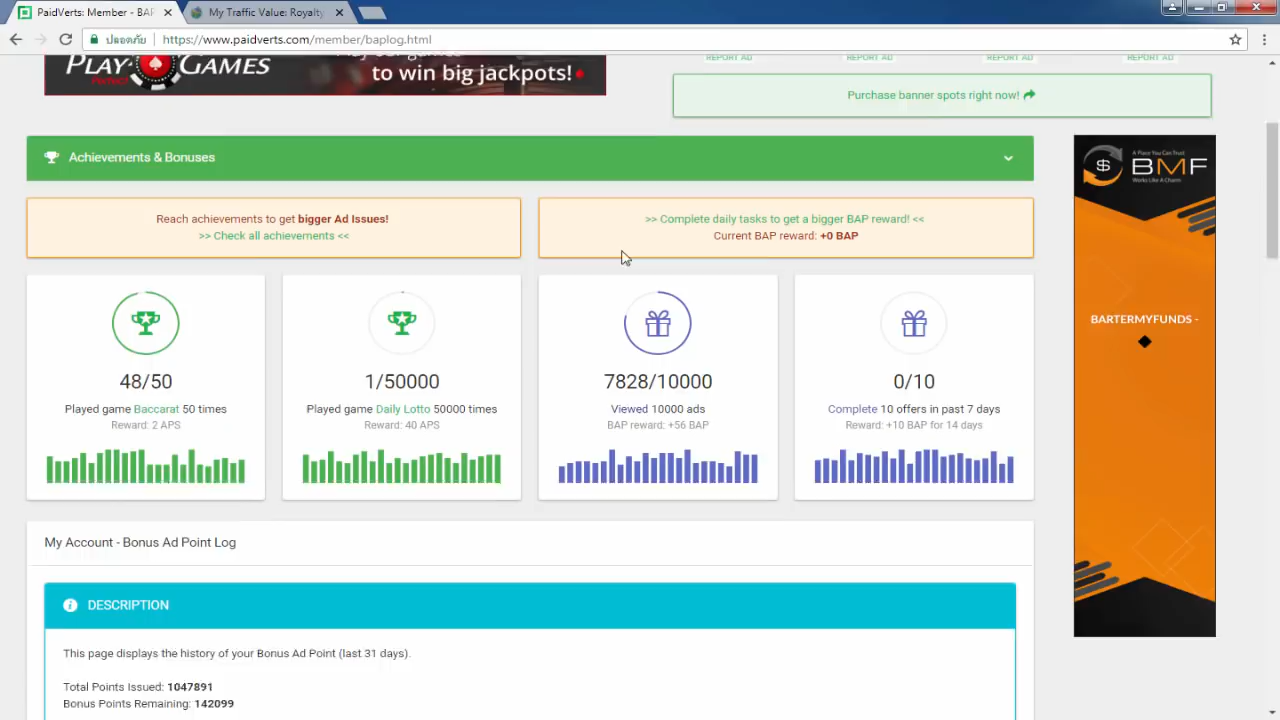 PaidVerts: Member - BAP
My Traffic Value: Royalty
ปลอดภัย
https://www.paidverts.com/member/baplog.html
PLAY GAMES
to win big jackpots!
REPORT AD
REPORT AD
REPORT AD
REPORT AD
Purchase banner spots right now!
Achievements & Bonuses
Reach achievements to get bigger Ad Issues!
>> Check all achievements <<
>> Complete daily tasks to get a bigger BAP reward! <<
Current BAP reward: +0 BAP
48/50
Played game Baccarat 50 times
Reward: 2 APS
1/50000
Played game Daily Lotto 50000 times
Reward: 40 APS
7828/10000
Viewed 10000 ads
BAP reward: +56 BAP
0/10
Complete 10 offers in past 7 days
Reward: +10 BAP for 14 days
A Place You Can Trust
BMF
Works Like A Charm
BARTERMYFUNDS -
My Account - Bonus Ad Point Log
DESCRIPTION
This page displays the history of your Bonus Ad Point (last 31 days).
Total Points Issued: 1047891
Bonus Points Remaining: 142099